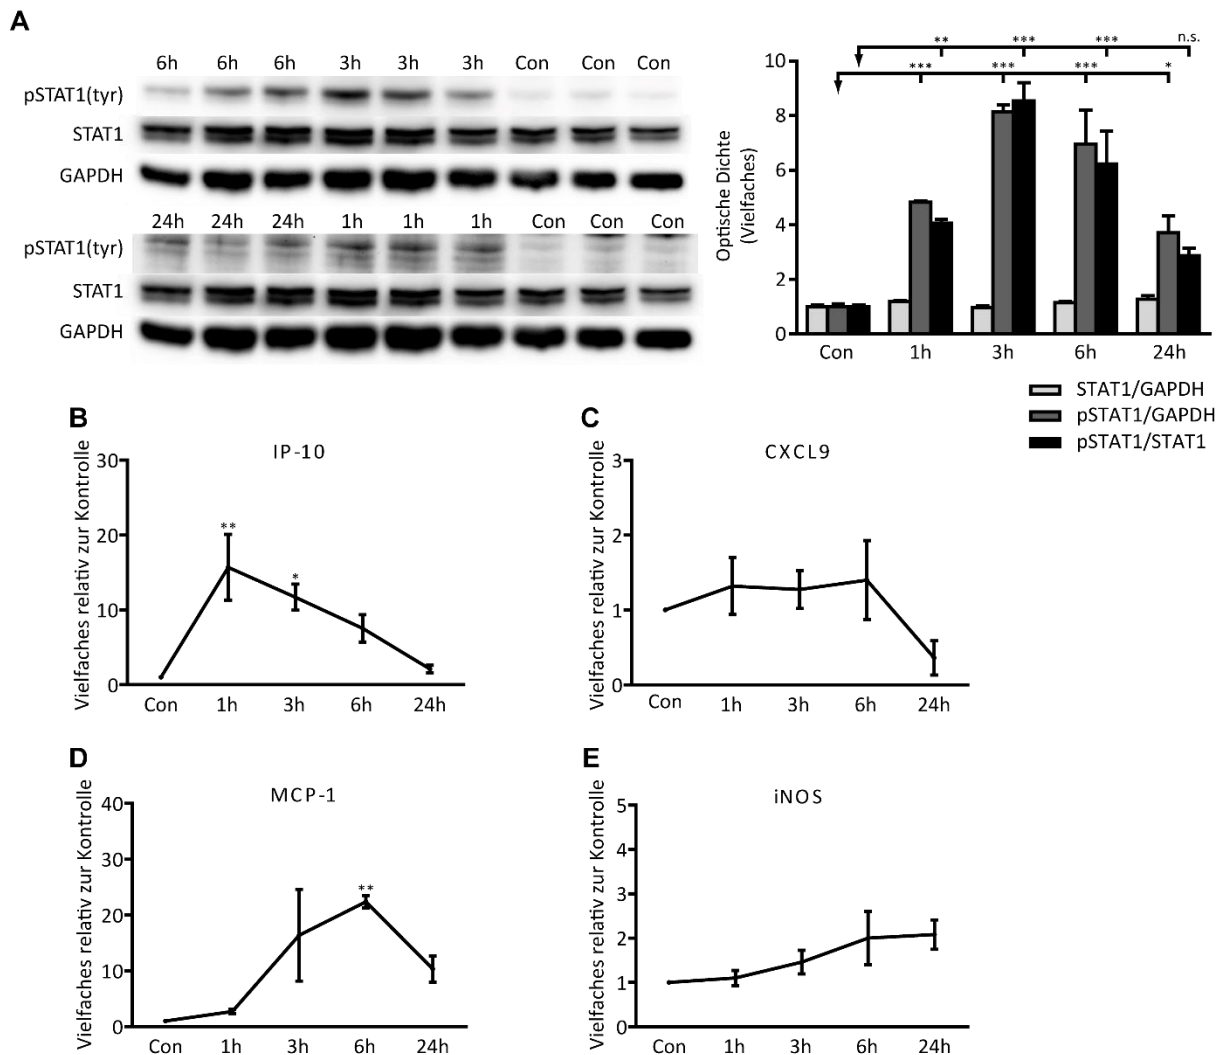 A
6h 6h 6h 3h 3h 3h Con Con Con
pSTAT1(tyr)
STAT1
GAPDH
24h 24h 24h 1h 1h 1h Con Con Con
pSTAT1(tyr)
STAT1
GAPDH
** *** *** n.s.
*** *** *** *
Optische Dichte
(Vielfaches)
10
8
6
4
2
0
Con 1h 3h 6h 24h
STAT1/GAPDH
pSTAT1/GAPDH
pSTAT1/STAT1
B
IP-10
Vielfaches relativ zur Kontrolle
30
20
10
0
**
*
Con 1h 3h 6h 24h
C
CXCL9
Vielfaches relativ zur Kontrolle
3
2
1
0
Con 1h 3h 6h 24h
D
MCP-1
Vielfaches relativ zur Kontrolle
40
30
20
10
0
**
Con 1h 3h 6h 24h
E
iNOS
Vielfaches relativ zur Kontrolle
5
4
3
2
1
0
Con 1h 3h 6h 24h